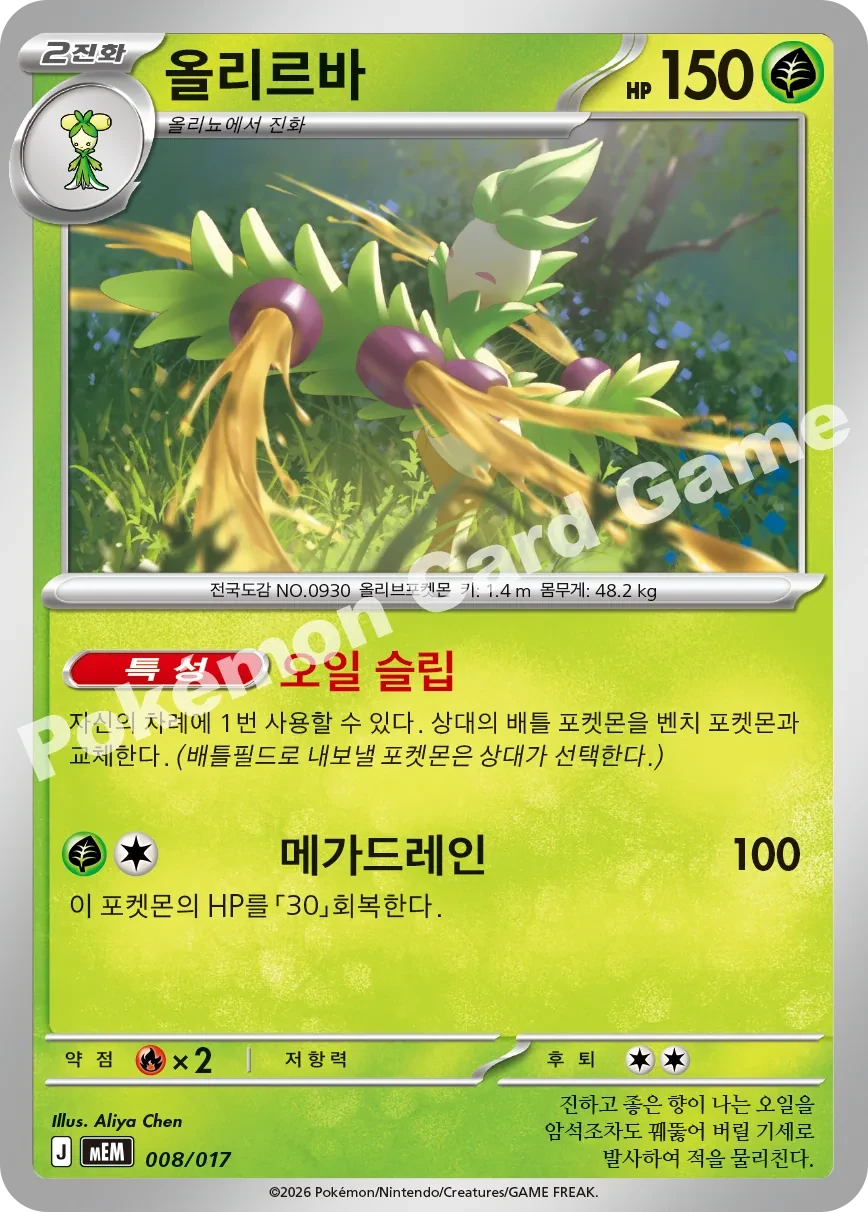 2진화
올리르바
HP 150
올리뇨에서 진화
전국도감 NO.0930 올리브포켓몬 키: 1.4 m 몸무게: 48.2 kg
Pokémon Card Game
특성 오일 슬립
자신의 차례에 1번 사용할 수 있다. 상대의 배틀 포켓몬을 벤치 포켓몬과
교체한다. (배틀필드로 내보낼 포켓몬은 상대가 선택한다.)
메가드레인 100
이 포켓몬의 HP를 「30」 회복한다.
약점 ×2 저항력 후퇴
진하고 좋은 향이 나는 오일을
암석조차도 꿰뚫어 버릴 기세로
발사하여 적을 물리친다.
Illus. Aliya Chen
J mEM 008/017
©2026 Pokémon/Nintendo/Creatures/GAME FREAK.